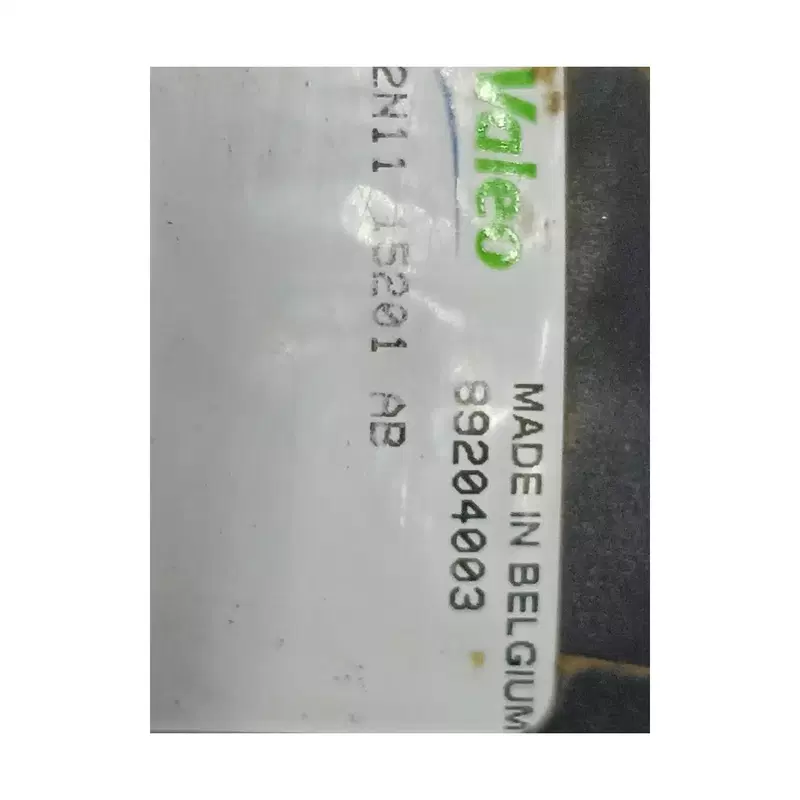 Valeo
MADE IN BELGIUM
89204003
2N11 15201 AB